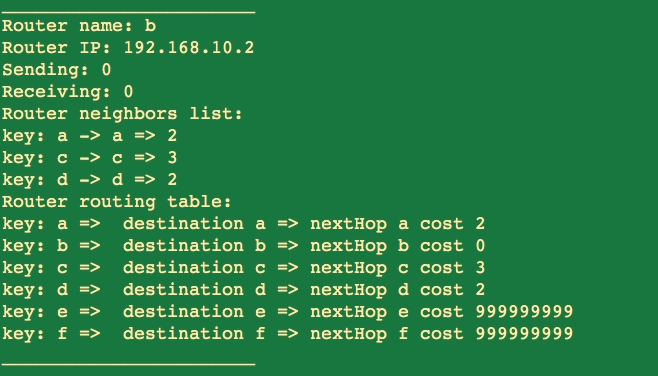 Router name: b
Router IP: 192.168.10.2
Sending: 0
Receiving: 0
Router neighbors list:
key: a -> a => 2
key: c -> c => 3
key: d -> d => 2
Router routing table:
key: a =>  destination a => nextHop a cost 2
key: b =>  destination b => nextHop b cost 0
key: c =>  destination c => nextHop c cost 3
key: d =>  destination d => nextHop d cost 2
key: e =>  destination e => nextHop e cost 999999999
key: f =>  destination f => nextHop f cost 999999999